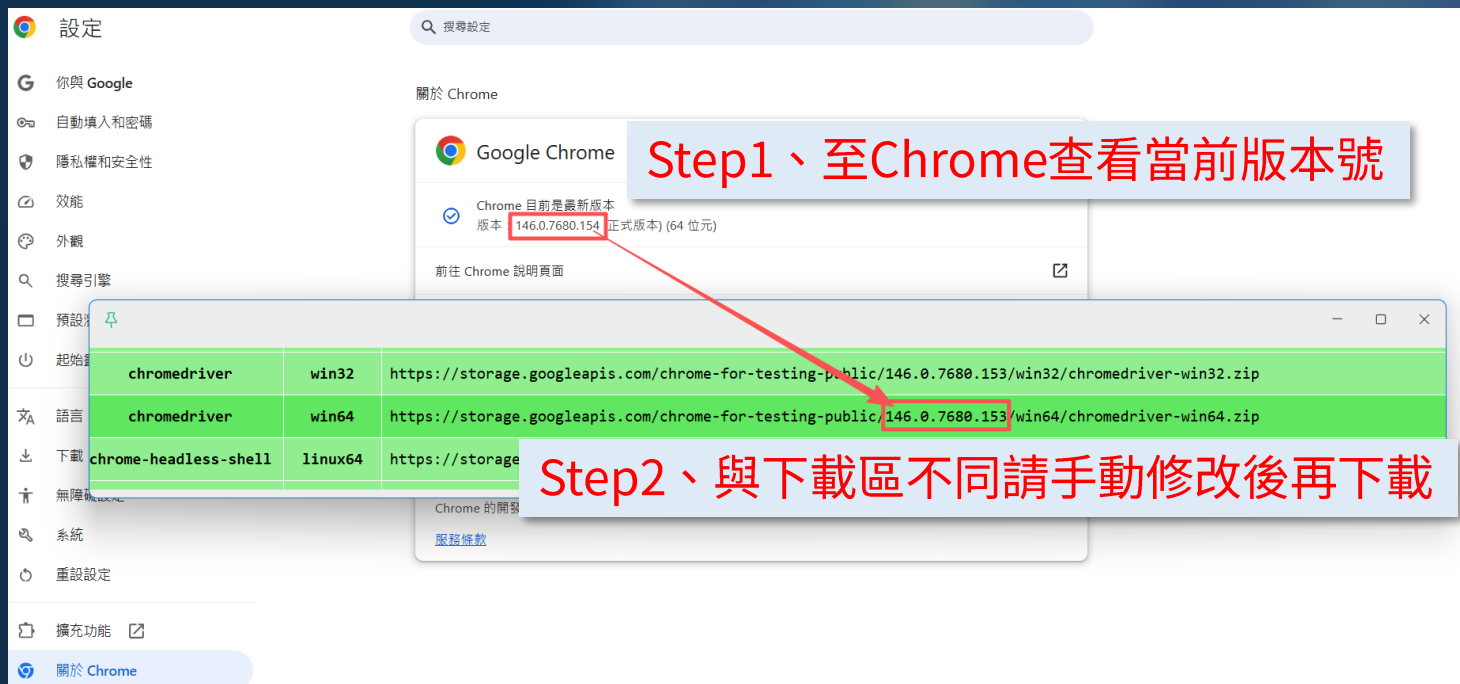 設定
搜尋設定
你與 Google
自動填入和密碼
隱私權和安全性
效能
外觀
搜尋引擎
預設
起始
語言
下載
無障礙設定
系統
重設設定
擴充功能
關於 Chrome
關於 Chrome
Google Chrome
Step1、至Chrome查看當前版本號
Chrome 目前是最新版本
版本 146.0.7680.154 正式版本) (64 位元)
前往 Chrome 說明頁面
chromedriver win32 https://storage.googleapis.com/chrome-for-testing-public/146.0.7680.153/win32/chromedriver-win32.zip
chromedriver win64 https://storage.googleapis.com/chrome-for-testing-public/146.0.7680.153/win64/chromedriver-win64.zip
chrome-headless-shell linux64 https://storage
Step2、與下載區不同請手動修改後再下載
Chrome 的開發
服務條款